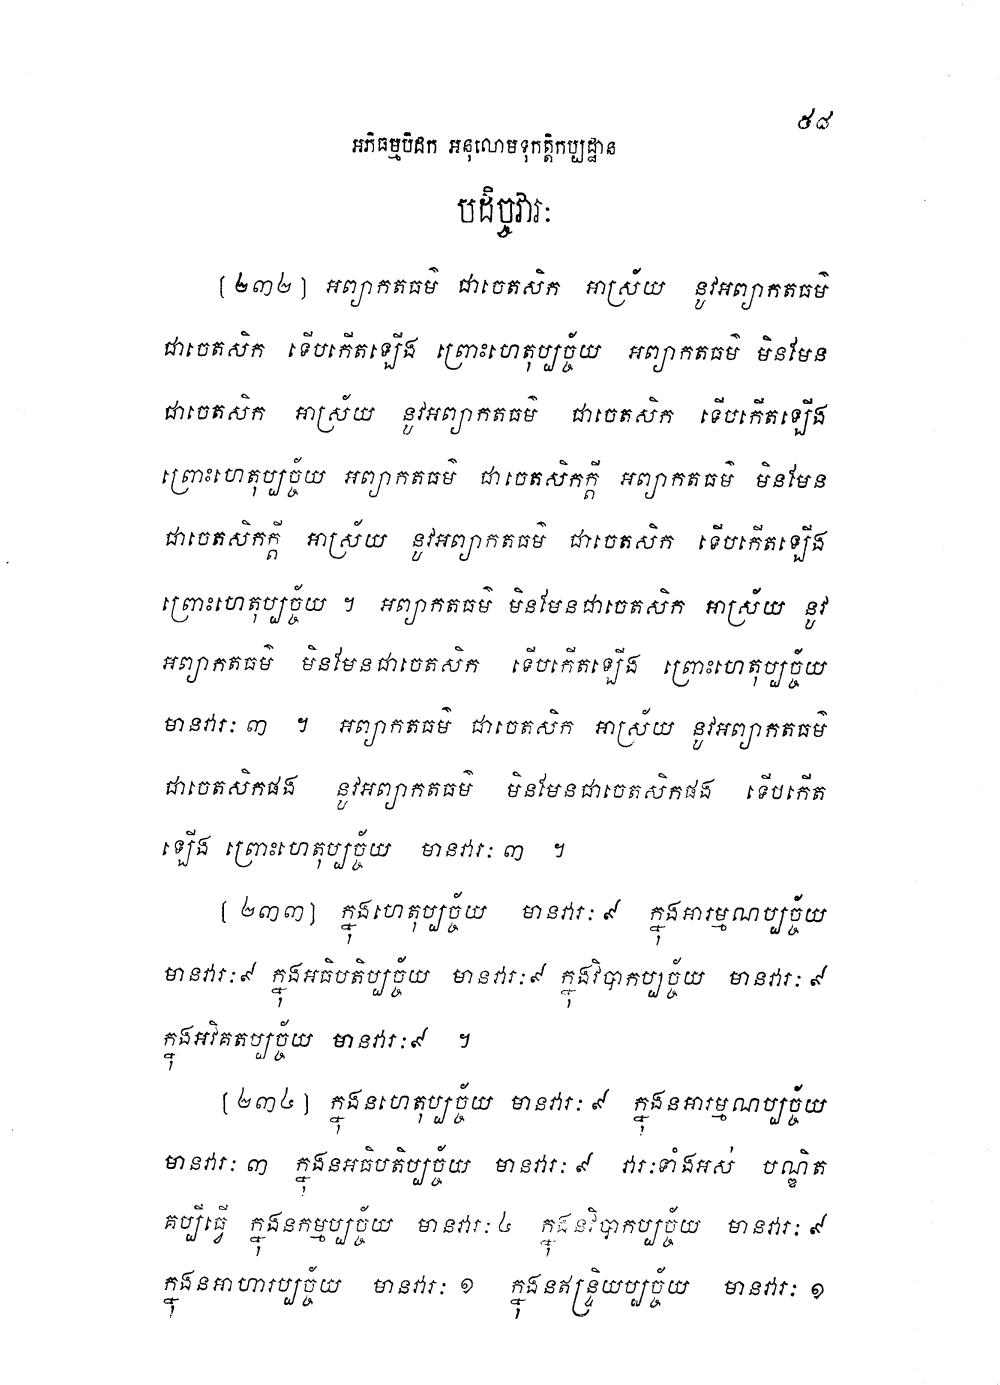 ៥៨
អភិធម្មបិដក អនុលោមទុកត្តិកប្បដ្ឋាន
បដិច្ចវារៈ
(២៣២) អព្យាកតធម៌ ជាចេតសិក អាស្រ័យ នូវអព្យាកតធម៌
ជាចេតសិក ទើបកើតឡើង ព្រោះហេតុប្បច្ច័យ អព្យាកតធម៌ មិនមែន
ជាចេតសិក អាស្រ័យ នូវអព្យាកតធម៌ ជាចេតសិក ទើបកើតឡើង
ព្រោះហេតុប្បច្ច័យ អព្យាកតធម៌ ជាចេតសិកក្តី អព្យាកតធម៌ មិនមែន
ជាចេតសិកក្តី អាស្រ័យ នូវអព្យាកតធម៌ ជាចេតសិក ទើបកើតឡើង
ព្រោះហេតុប្បច្ច័យ ។ អព្យាកតធម៌ មិនមែនជាចេតសិក អាស្រ័យ នូវ
អព្យាកតធម៌ មិនមែនជាចេតសិក ទើបកើតឡើង ព្រោះហេតុប្បច្ច័យ
មានវារៈ ៣ ។ អព្យាកតធម៌ ជាចេតសិក អាស្រ័យ នូវអព្យាកតធម៌
ជាចេតសិកផង នូវអព្យាកតធម៌ មិនមែនជាចេតសិកផង ទើបកើត
ឡើង ព្រោះហេតុប្បច្ច័យ មានវារៈ ៣ ។
(២៣៣) ក្នុងហេតុប្បច្ច័យ មានវារៈ ៩ ក្នុងអារម្មណប្បច្ច័យ
មានវារៈ ៩ ក្នុងអធិបតិប្បច្ច័យ មានវារៈ ៩ ក្នុងវិបាកប្បច្ច័យ មានវារៈ ៩
ក្នុងអវិគតប្បច្ច័យ មានវារៈ ៩ ។
(២៣៤) ក្នុងនហេតុប្បច្ច័យ មានវារៈ ៩ ក្នុងនអារម្មណប្បច្ច័យ
មានវារៈ ៣ ក្នុងនអធិបតិប្បច្ច័យ មានវារៈ ៩ វារៈទាំងអស់ បណ្ឌិត
គប្បីធ្វើ ក្នុងនកម្មប្បច្ច័យ មានវារៈ ៤ ក្នុងនវិបាកប្បច្ច័យ មានវារៈ ៩
ក្នុងនអាហារប្បច្ច័យ មានវារៈ ១ ក្នុងនឥន្ទ្រិយប្បច្ច័យ មានវារៈ ១